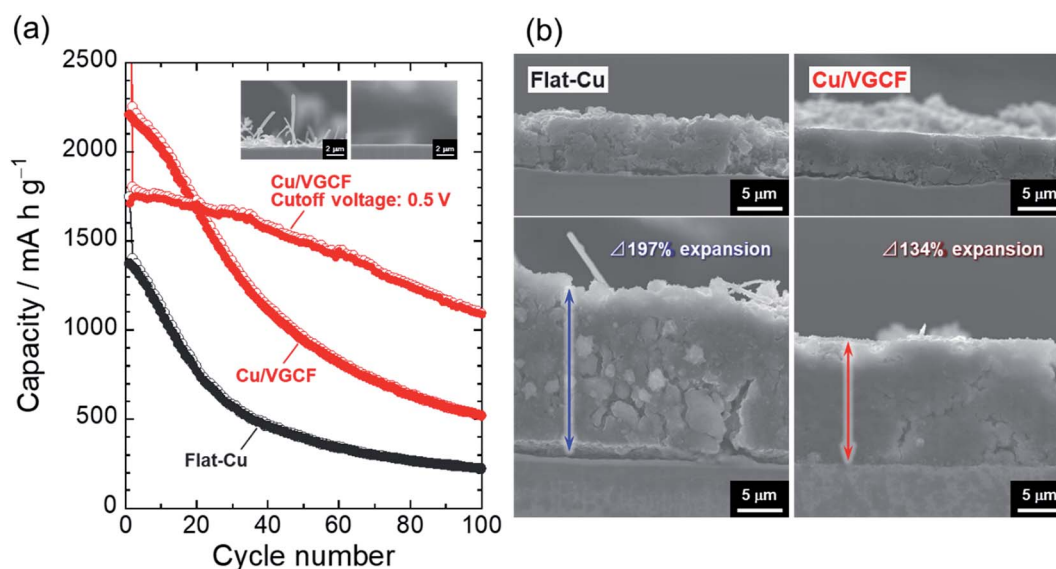 (a)
2500
2000
1500
1000
500
0
0
20
40
60
80
100
Cycle number
Capacity / mA h g⁻¹
2 μm
2 μm
Cu/VGCF
Cutoff voltage: 0.5 V
Cu/VGCF
Flat-Cu
(b)
Flat-Cu
Cu/VGCF
5 μm
5 μm
⊿197% expansion
⊿134% expansion
5 μm
5 μm